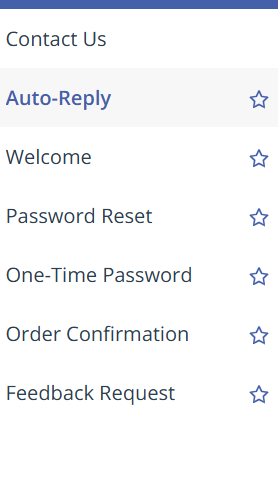 Contact Us
Auto-Reply
Welcome
Password Reset
One-Time Password
Order Confirmation
Feedback Request